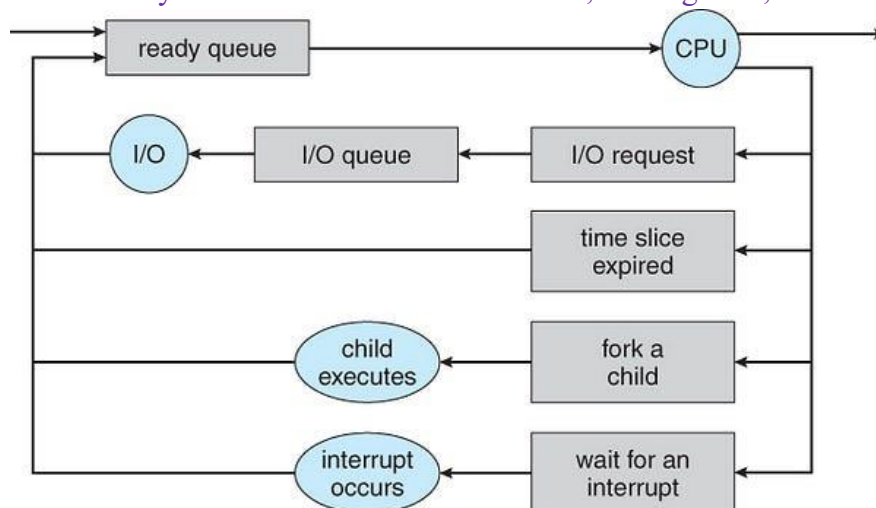 ready queue
CPU
I/O
I/O queue
I/O request
time slice
expired
child
executes
fork a
child
interrupt
occurs
wait for an
interrupt